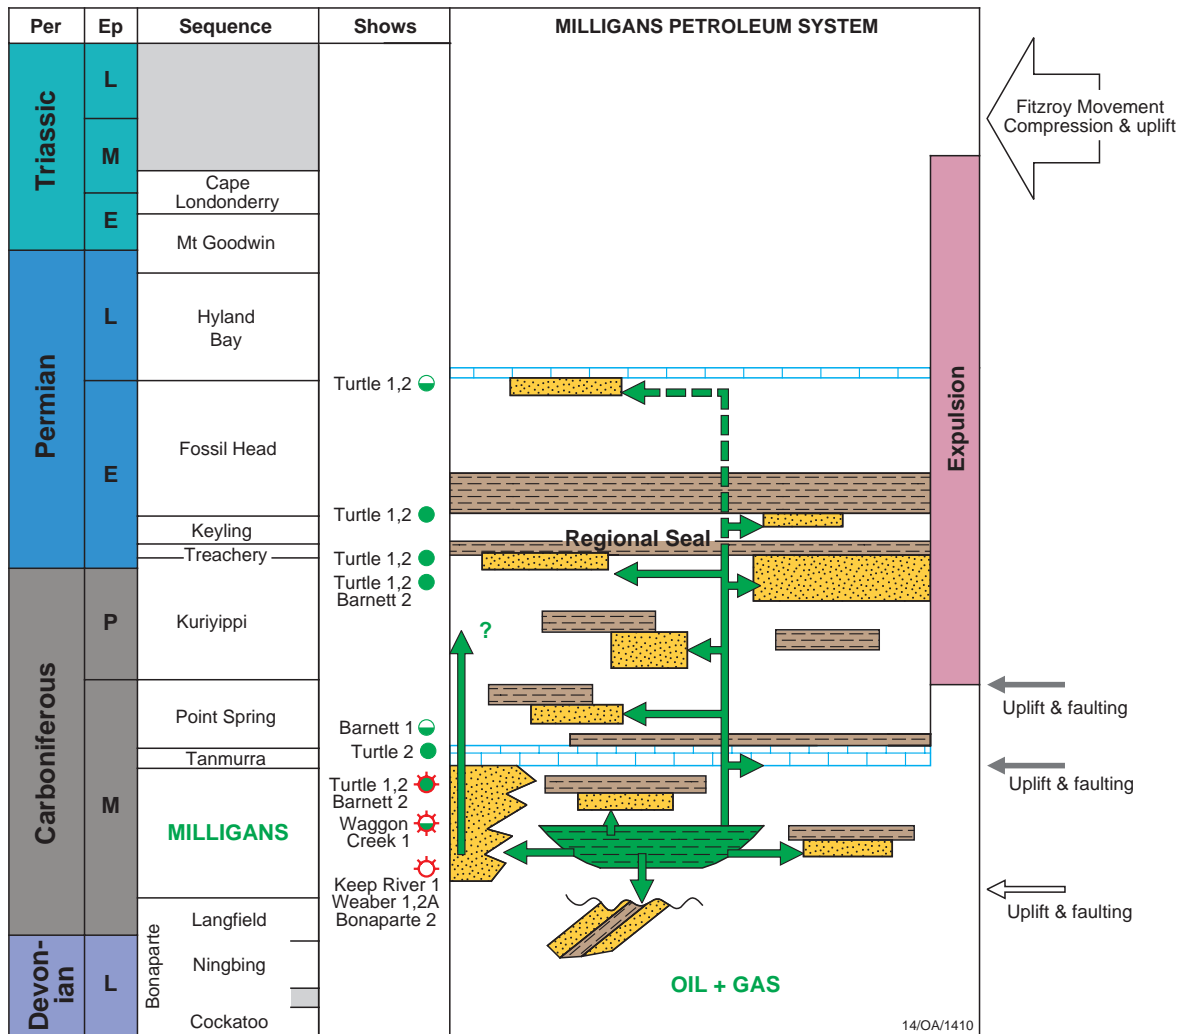 Per
Ep
Sequence
Shows
MILLIGANS PETROLEUM SYSTEM
Triassic
L
M
E
Permian
L
E
Carboniferous
P
M
Devon-
ian
L
Cape
Londonderry
Mt Goodwin
Hyland
Bay
Fossil Head
Keyling
Treachery
Kuriyippi
Point Spring
Tanmurra
MILLIGANS
Bonaparte
Langfield
Ningbing
Cockatoo
Turtle 1,2
Turtle 1,2
Turtle 1,2
Turtle 1,2
Barnett 2
Barnett 1
Turtle 2
Turtle 1,2
Barnett 2
Waggon
Creek 1
Keep River 1
Weaber 1,2A
Bonaparte 2
Regional Seal
?
OIL + GAS
Expulsion
Fitzroy Movement
Compression & uplift
Uplift & faulting
Uplift & faulting
Uplift & faulting
14/OA/1410